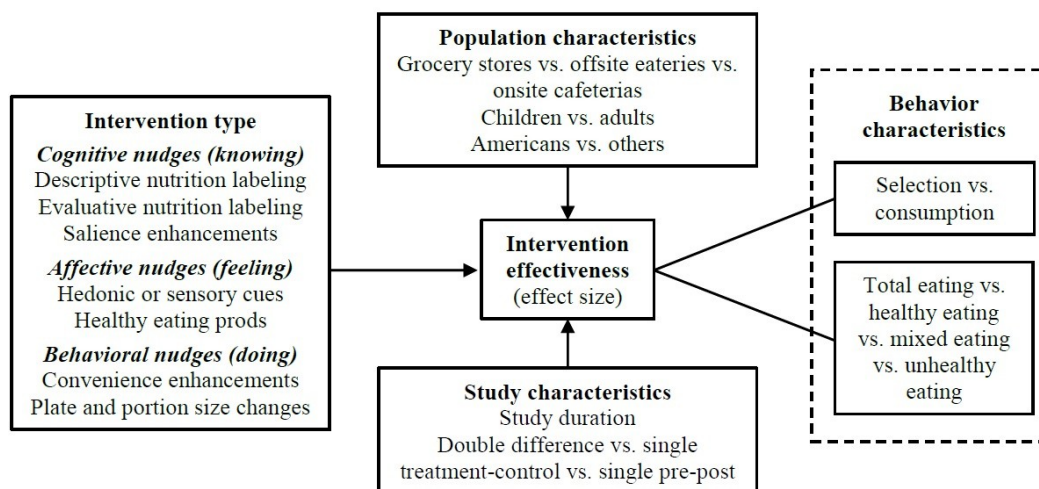 Intervention type
Cognitive nudges (knowing)
Descriptive nutrition labeling
Evaluative nutrition labeling
Salience enhancements
Affective nudges (feeling)
Hedonic or sensory cues
Healthy eating prods
Behavioral nudges (doing)
Convenience enhancements
Plate and portion size changes
Population characteristics
Grocery stores vs. offsite eateries vs.
onsite cafeterias
Children vs. adults
Americans vs. others
Intervention
effectiveness
(effect size)
Study characteristics
Study duration
Double difference vs. single
treatment-control vs. single pre-post
Behavior
characteristics
Selection vs.
consumption
Total eating vs.
healthy eating
vs. mixed eating
vs. unhealthy
eating